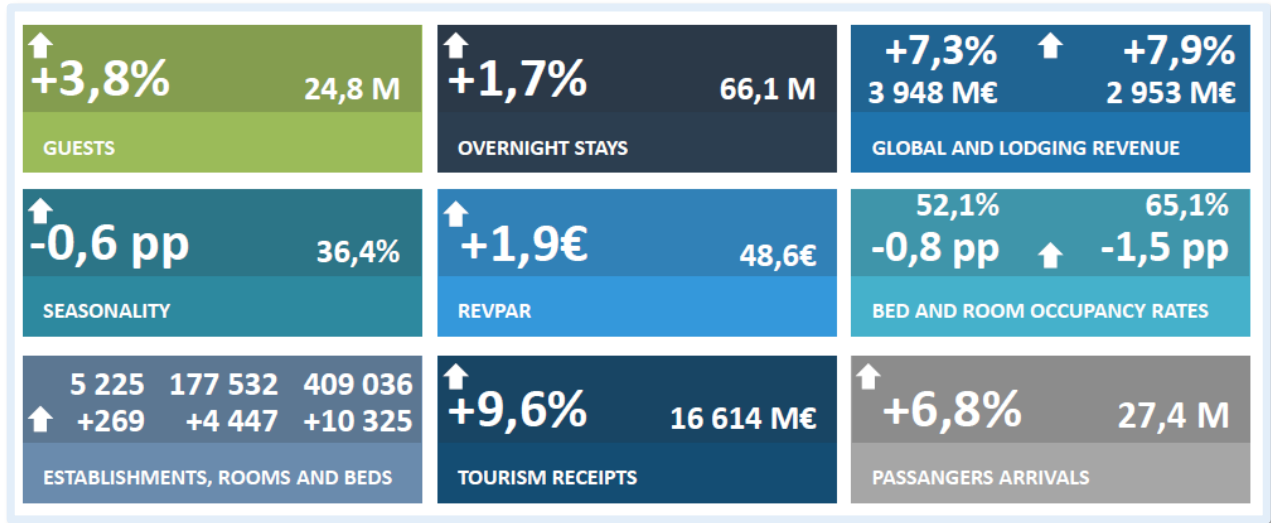 +3,8% 24,8 M
GUESTS
+1,7% 66,1 M
OVERNIGHT STAYS
+7,3% +7,9%
3 948 M€ 2 953 M€
GLOBAL AND LODGING REVENUE
-0,6 pp 36,4%
SEASONALITY
+1,9€ 48,6€
REVPAR
52,1% 65,1%
-0,8 pp -1,5 pp
BED AND ROOM OCCUPANCY RATES
5 225 177 532 409 036
+269 +4 447 +10 325
ESTABLISHMENTS, ROOMS AND BEDS
+9,6% 16 614 M€
TOURISM RECEIPTS
+6,8% 27,4 M
PASSANGERS ARRIVALS